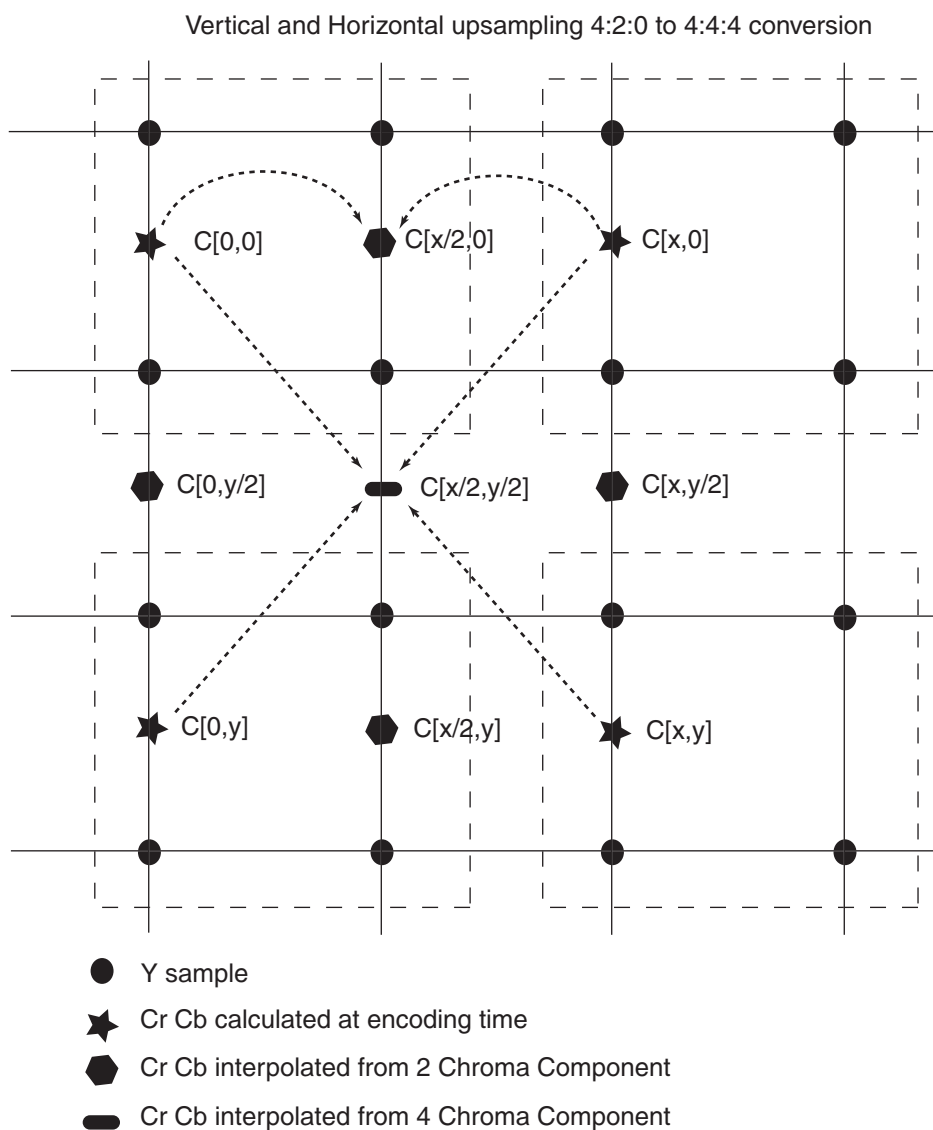 Vertical and Horizontal upsampling 4:2:0 to 4:4:4 conversion
C[0,0]
C[x/2,0]
C[x,0]
C[0,y/2]
C[x/2,y/2]
C[x,y/2]
C[0,y]
C[x/2,y]
C[x,y]
Y sample
Cr Cb calculated at encoding time
Cr Cb interpolated from 2 Chroma Component
Cr Cb interpolated from 4 Chroma Component